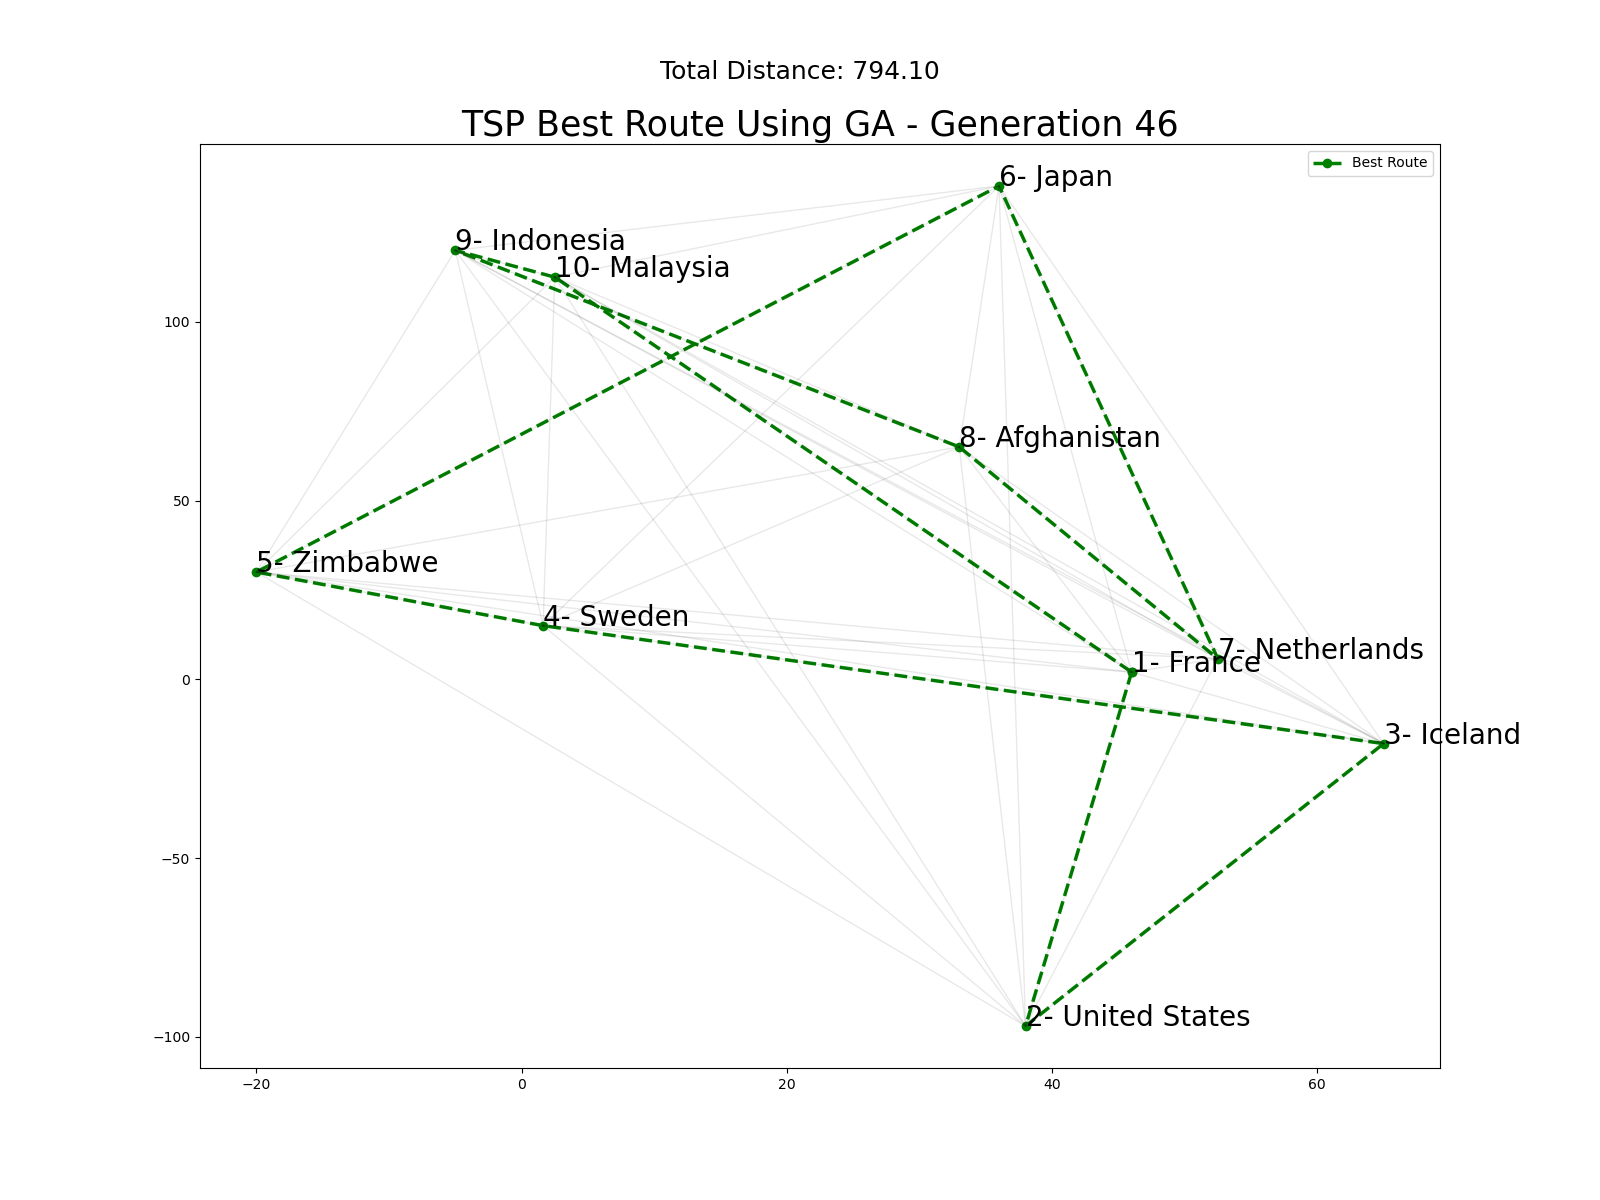 Total Distance: 794.10
TSP Best Route Using GA - Generation 46
Best Route
6- Japan
9- Indonesia
10- Malaysia
8- Afghanistan
5- Zimbabwe
4- Sweden
7- Netherlands
1- France
3- Iceland
2- United States
100
50
0
−50
−100
−20
0
20
40
60